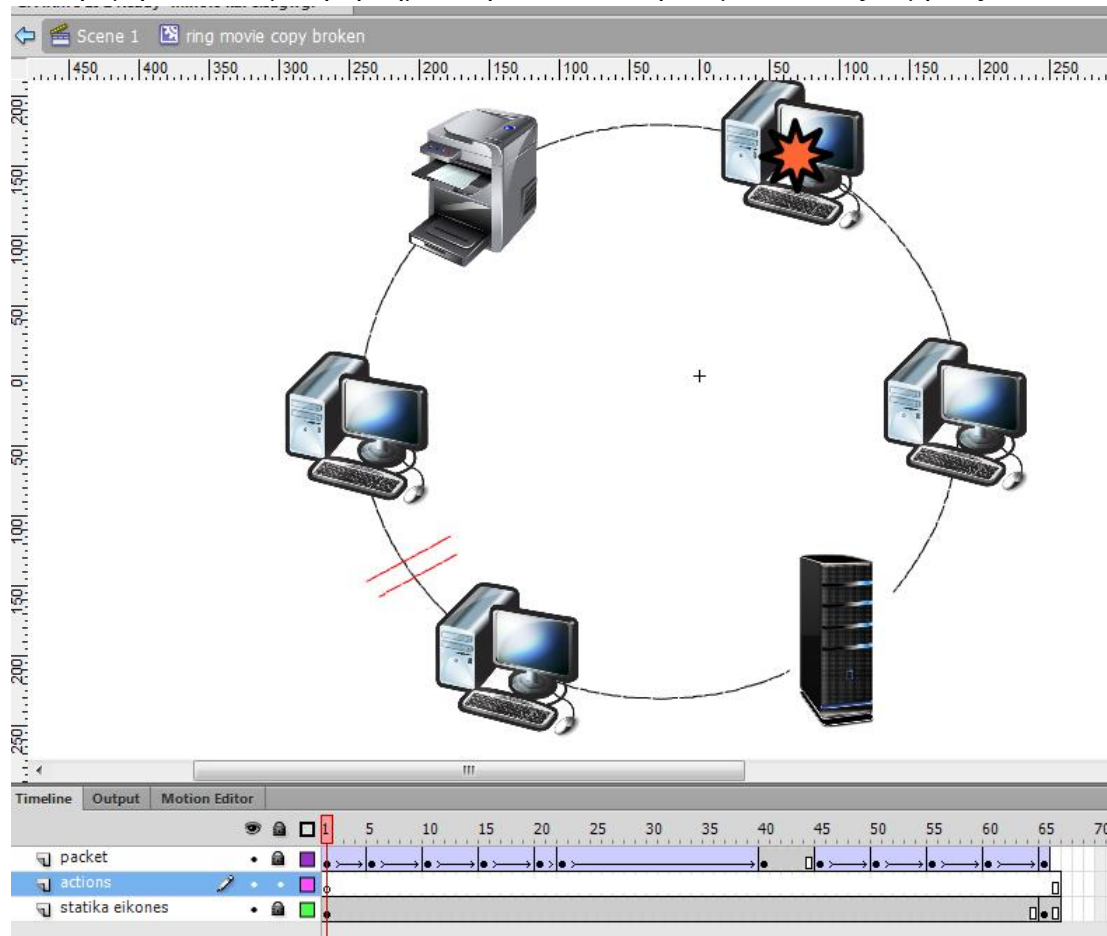 Scene 1 ring movie copy broken
450 400 350 300 250 200 150 100 50 0 50 100 150 200 250
200
150
100
50
0
50
100
150
200
250
Timeline Output Motion Editor
1 5 10 15 20 25 30 35 40 45 50 55 60 65 70
packet
actions
statika eikones